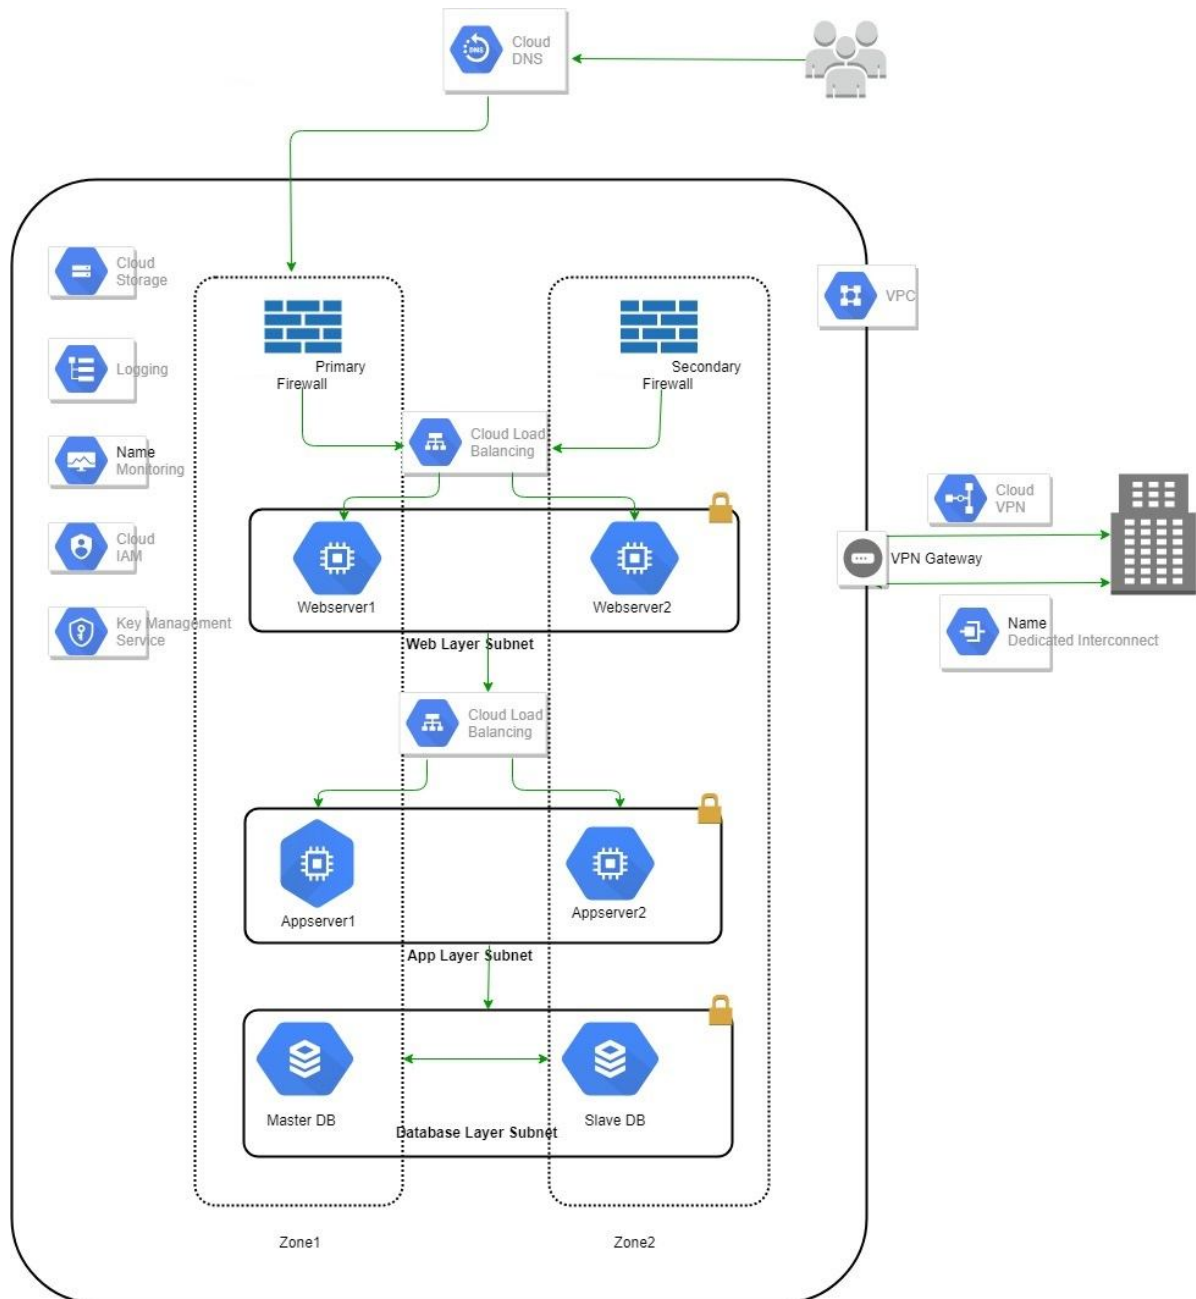 Cloud
DNS
DNS
Cloud
Storage
Logging
Name
Monitoring
Cloud
IAM
Key Management
Service
Primary
Firewall
Secondary
Firewall
VPC
Cloud Load
Balancing
Webserver1
Webserver2
Web Layer Subnet
Cloud
VPN
VPN Gateway
Name
Dedicated Interconnect
Cloud Load
Balancing
Appserver1
Appserver2
App Layer Subnet
Master DB
Slave DB
Database Layer Subnet
Zone1
Zone2